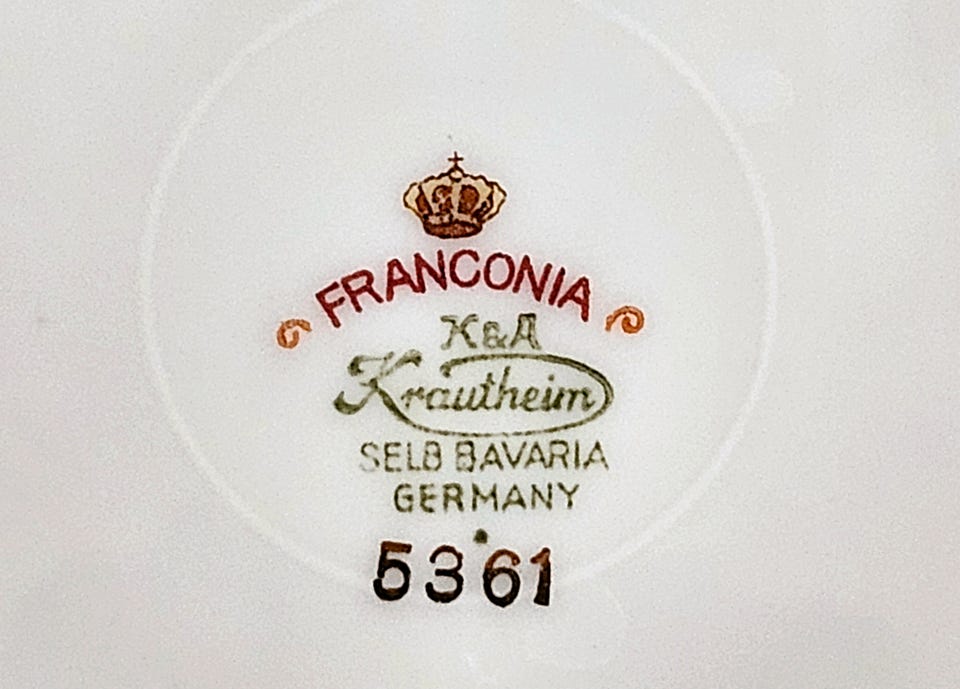 FRANCONIA
K&A
Krautheim
SELB BAVARIA
GERMANY
5361